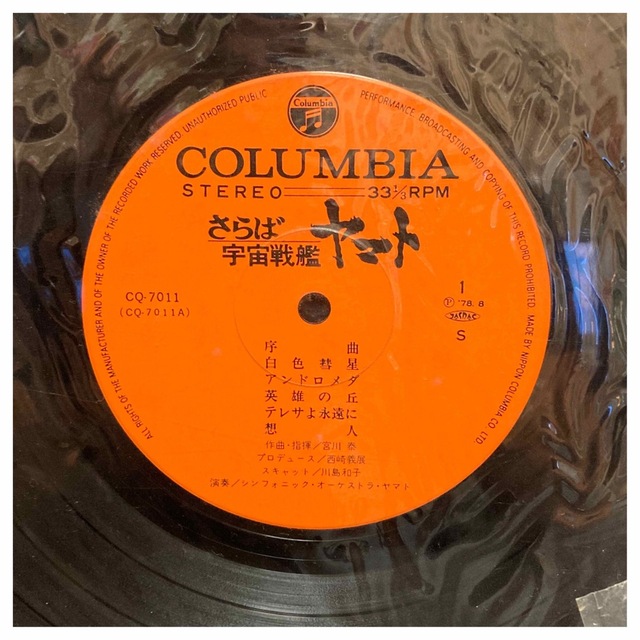 Columbia
ALL RIGHTS OF THE MANUFACTURER AND OF THE OWNER OF THE RECORDED WORK RESERVED. UNAUTHORIZED PUBLIC
PERFORMANCE. BROADCASTING AND COPYING OF THIS RECORD PROHIBITED. MADE BY NIPPON COLUMBIA CO LTD
COLUMBIA
STEREO 33⅓RPM
さらば
宇宙戦艦ヤマト
CQ-7011
(CQ-7011A)
1
Ⓟ '78.8
S
序曲
白色彗星
アンドロメダ
英雄の丘
テレサよ永遠に
想人
作曲・指揮/宮川 泰
プロデュース/西崎義展
スキャット/川島和子
演奏/シンフォニック・オーケストラ・ヤマト